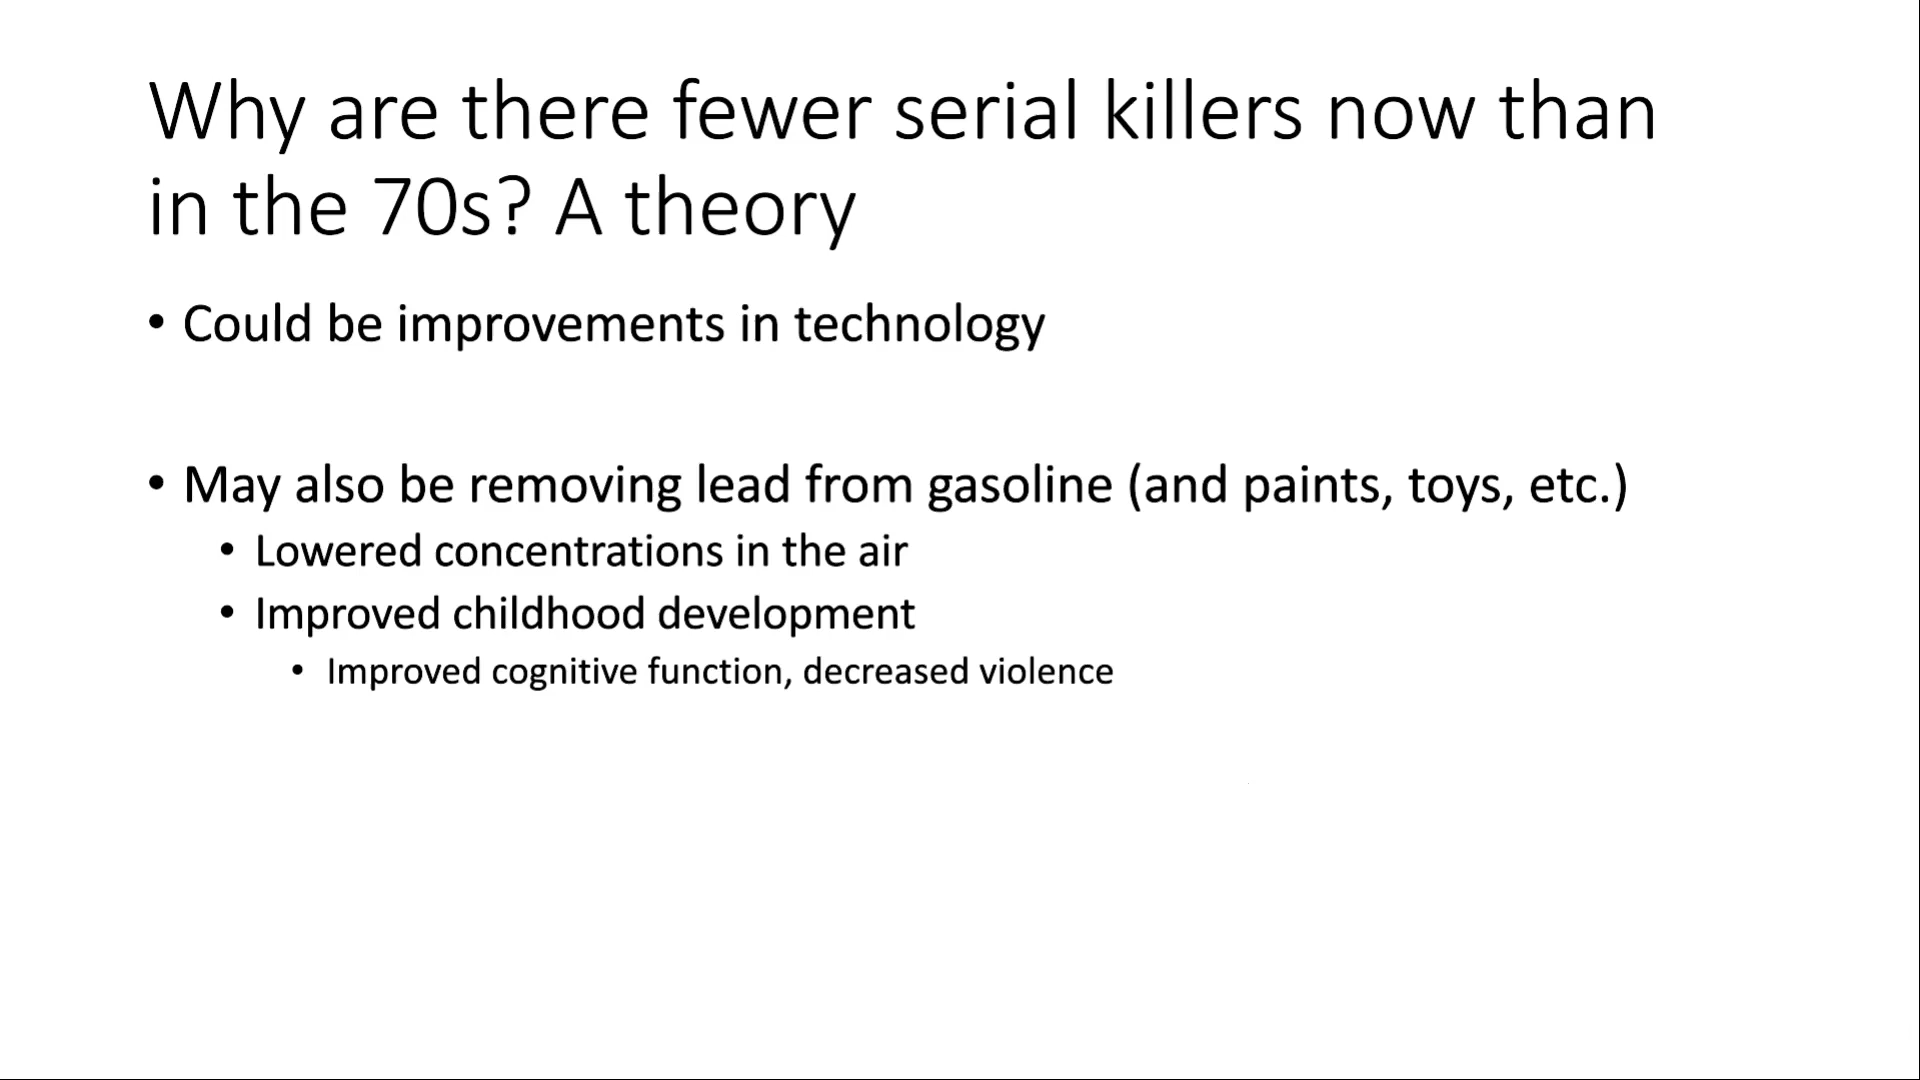 Why are there fewer serial killers now than
in the 70s? A theory
• Could be improvements in technology
• May also be removing lead from gasoline (and paints, toys, etc.)
• Lowered concentrations in the air
• Improved childhood development
• Improved cognitive function, decreased violence